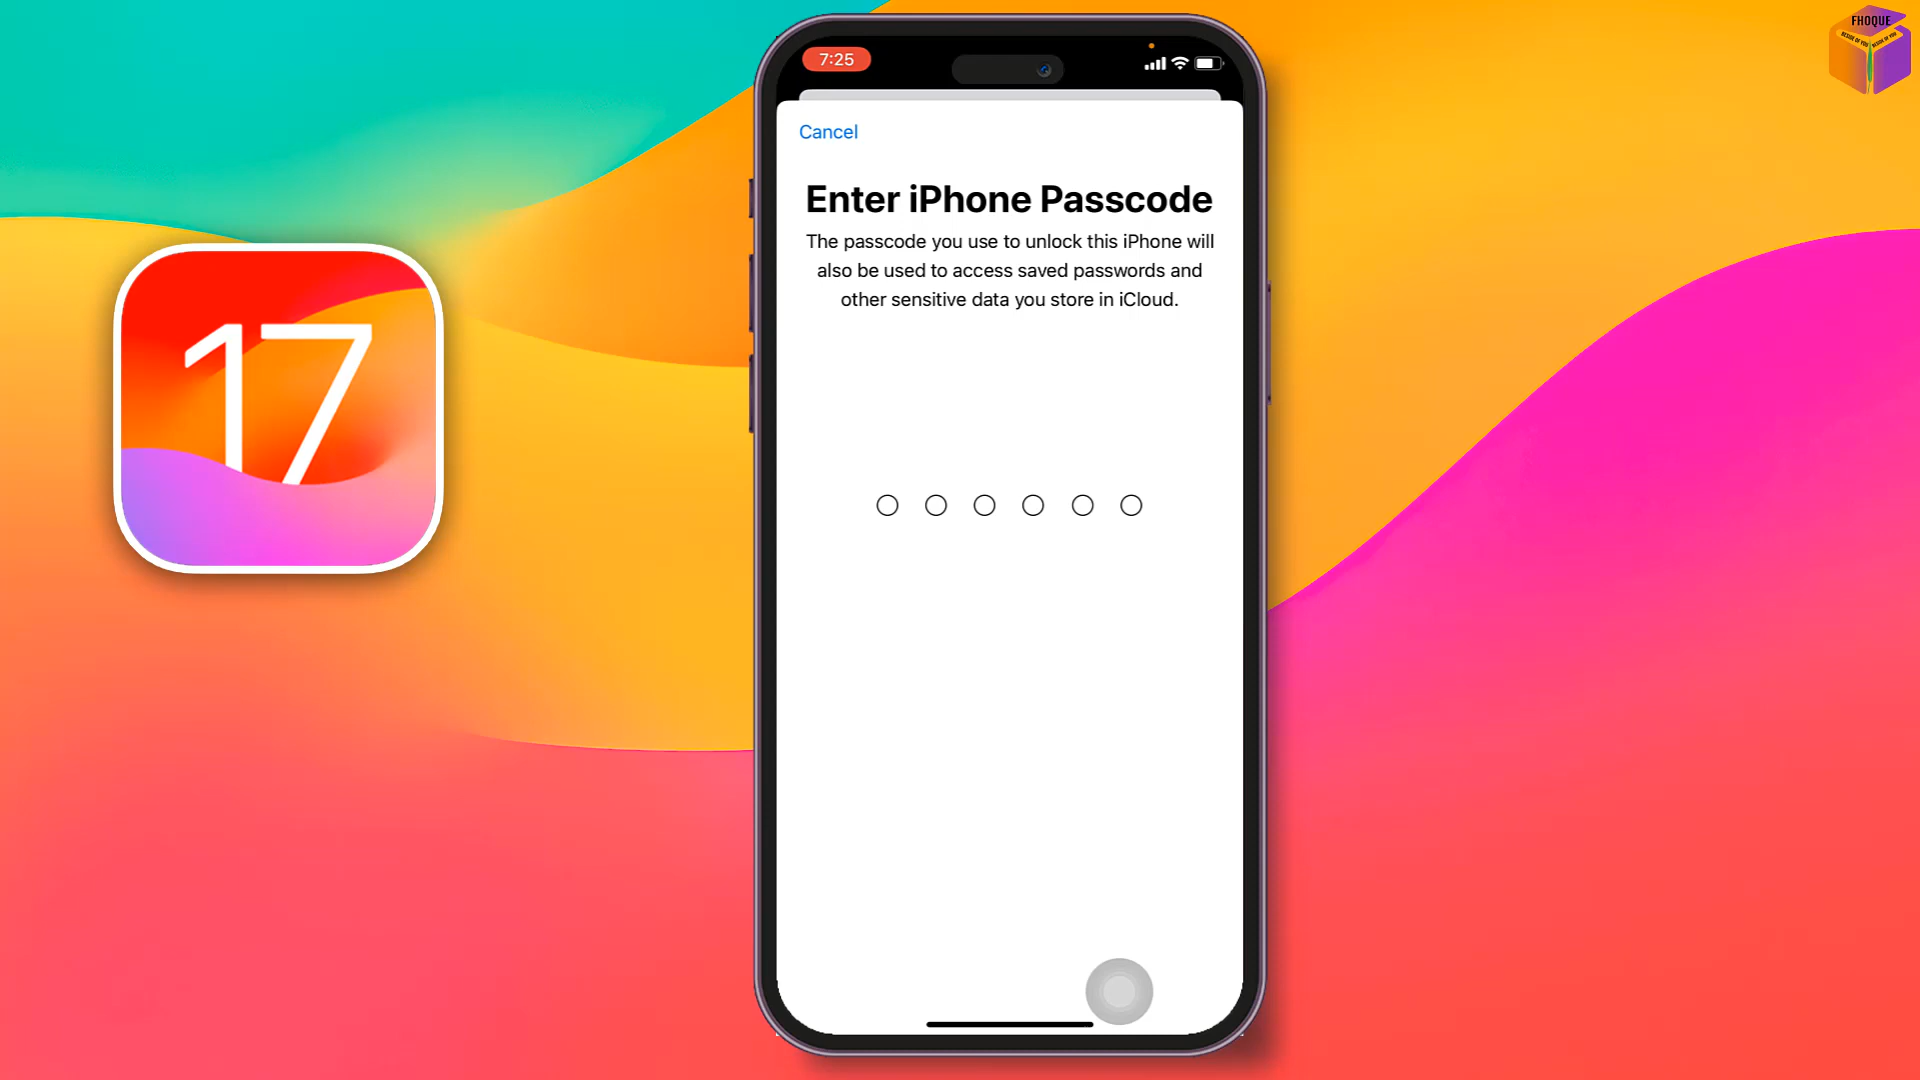 7:25
Cancel
Enter iPhone Passcode
The passcode you use to unlock this iPhone will
also be used to access saved passwords and
other sensitive data you store in iCloud.
17
FHOQUE